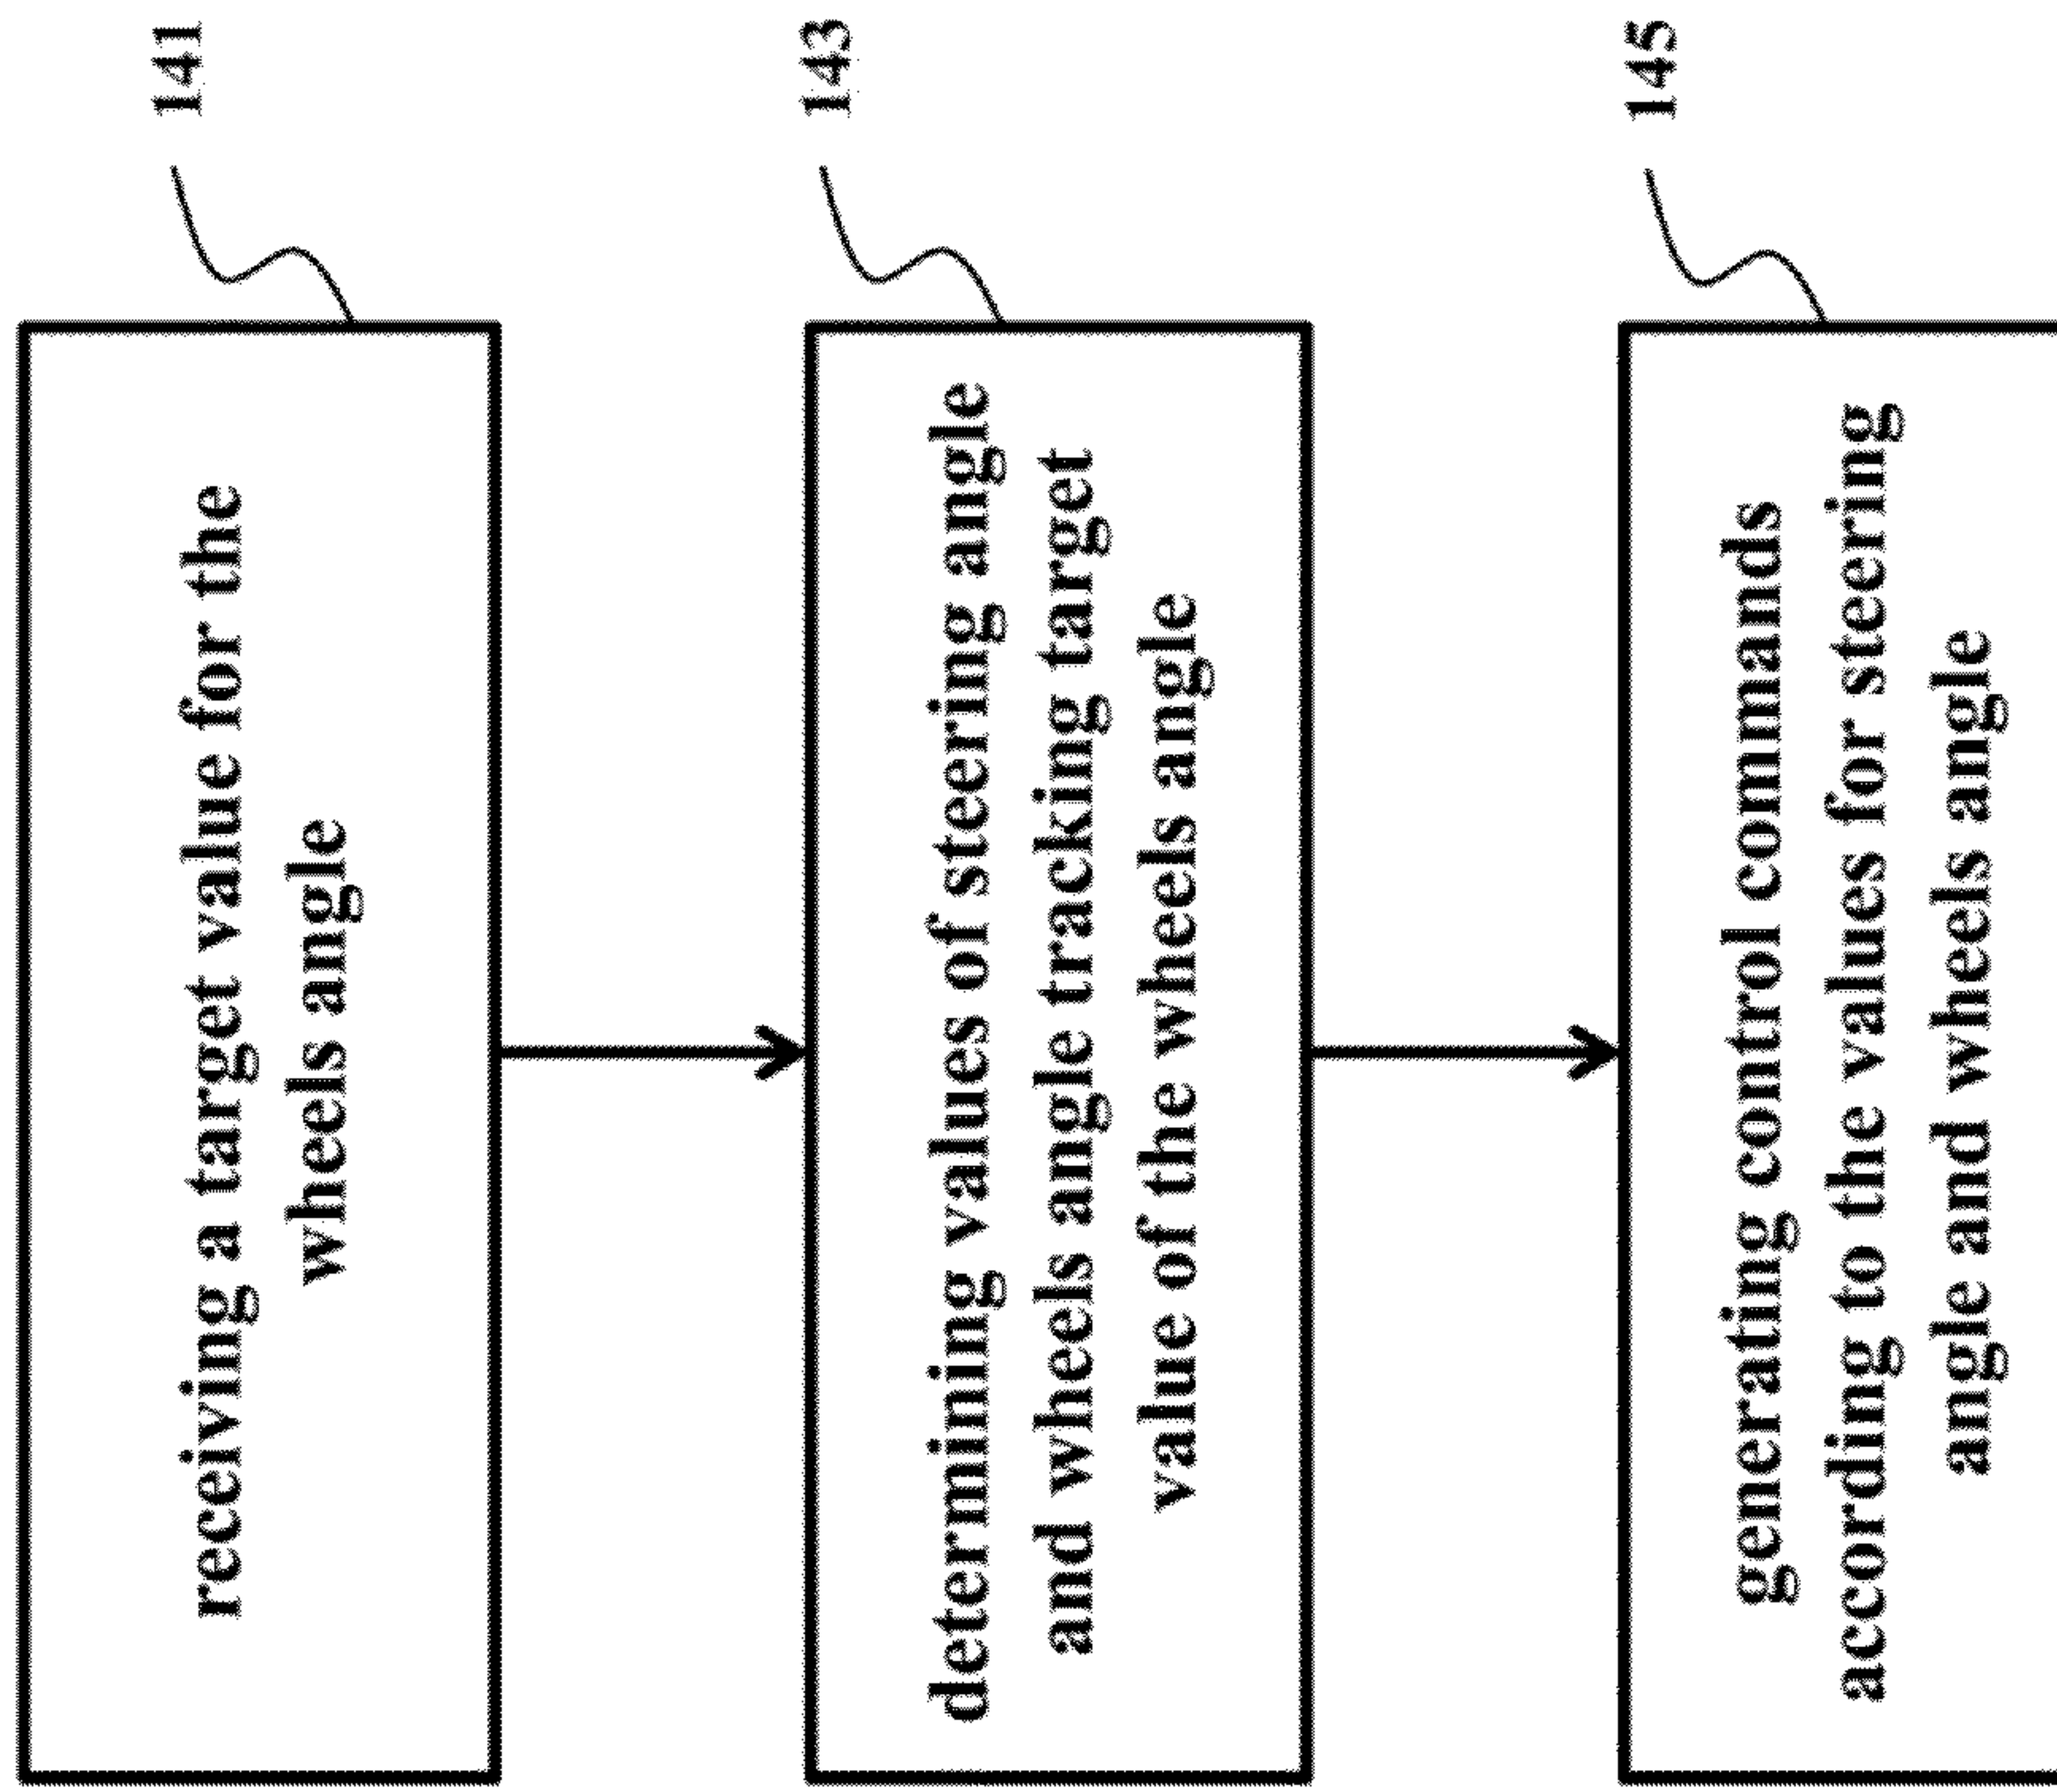 receiving a target value for the
wheels angle
141
determining values of steering angle
and wheels angle tracking target
value of the wheels angle
143
generating control commands
according to the values for steering
angle and wheels angle
145